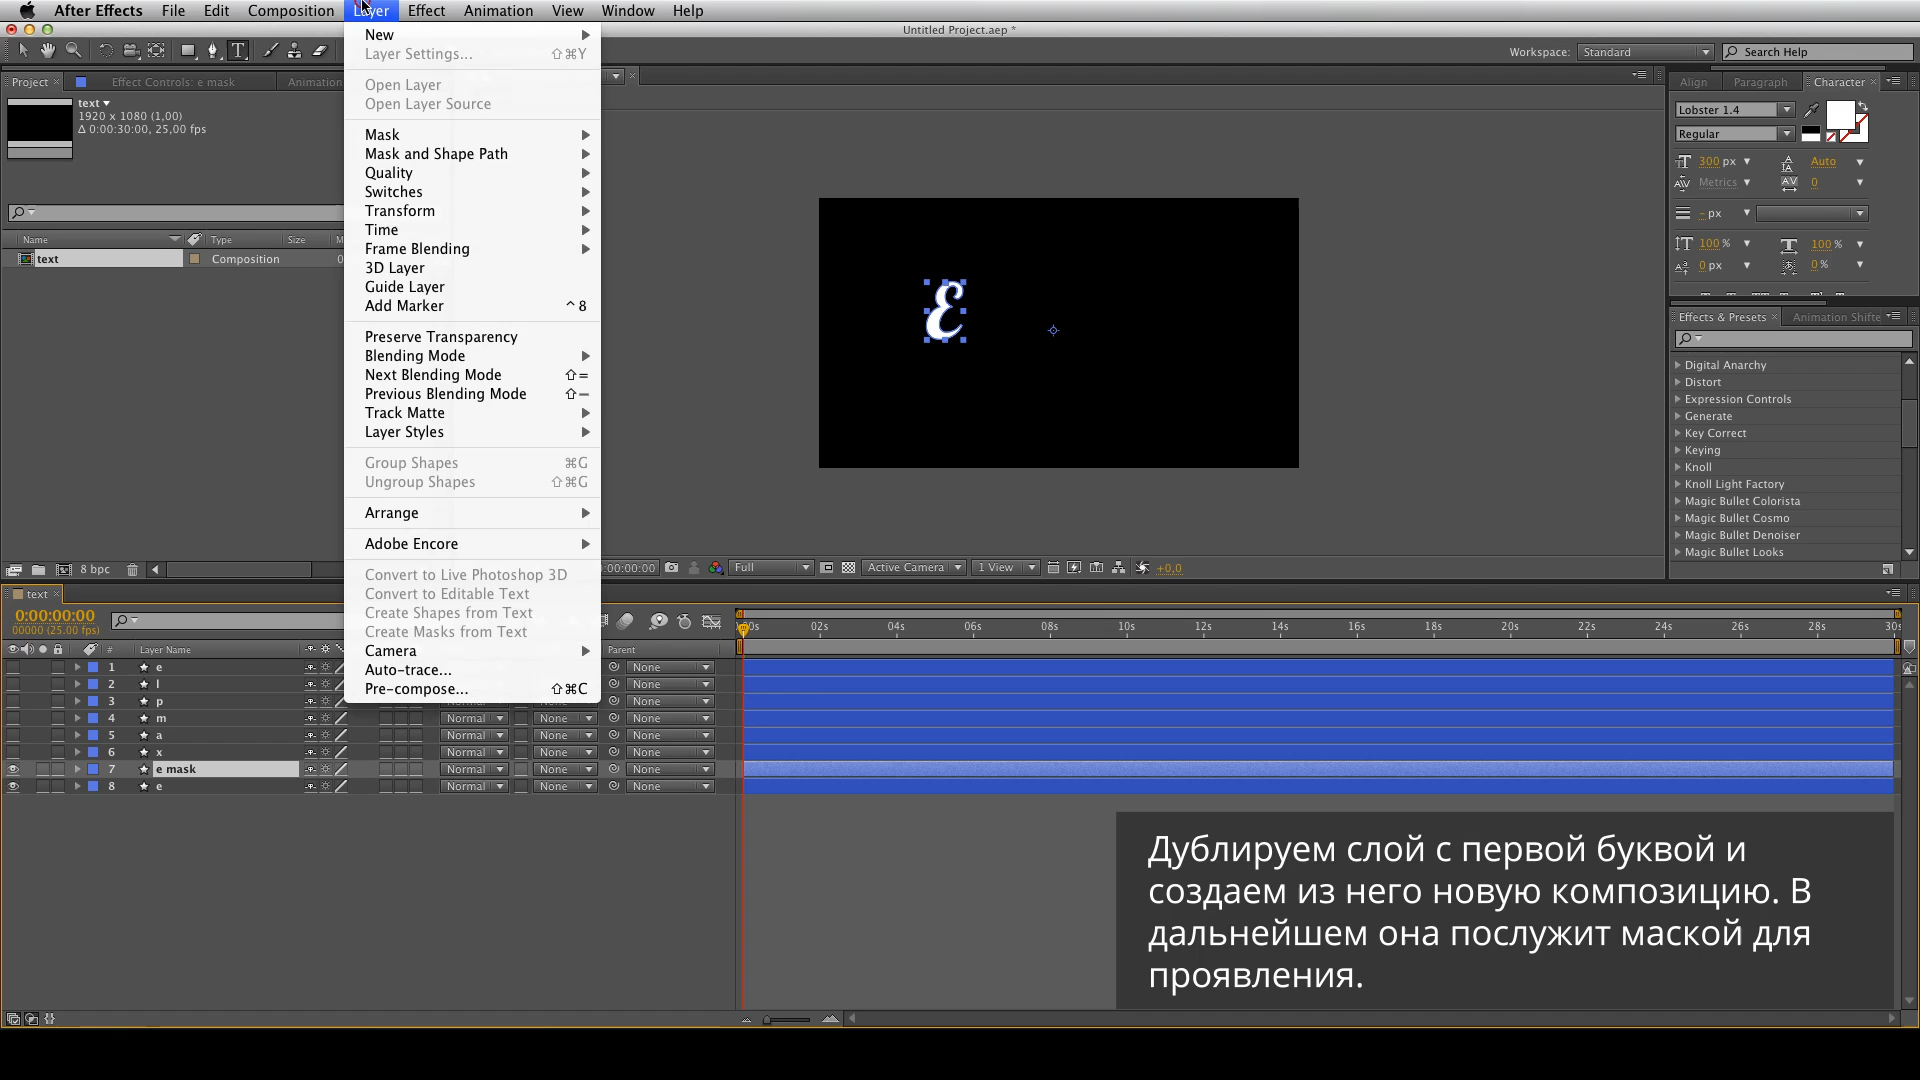 After Effects File Edit Composition Layer Effect Animation View Window Help
Untitled Project.aep *
Workspace: Standard Search Help
Project Effect Controls: e mask Animation
text
1920 x 1080 (1,00)
Δ 0:00:30:00, 25,00 fps
Name Type Size M
text Composition 0
8 bpc
New
Layer Settings... ⇧⌘Y
Open Layer
Open Layer Source
Mask
Mask and Shape Path
Quality
Switches
Transform
Time
Frame Blending
3D Layer
Guide Layer
Add Marker ^ 8
Preserve Transparency
Blending Mode
Next Blending Mode ⇧=
Previous Blending Mode ⇧−
Track Matte
Layer Styles
Group Shapes ⌘G
Ungroup Shapes ⇧⌘G
Arrange
Adobe Encore
Convert to Live Photoshop 3D
Convert to Editable Text
Create Shapes from Text
Create Masks from Text
Camera
Auto-trace...
Pre-compose... ⇧⌘C
E
:00:00:00 Full Active Camera 1 View +0,0
Align Paragraph Character
Lobster 1.4
Regular
300 px Auto
Metrics 0
- px
100 % 100 %
0 px 0 %
Effects & Presets Animation Shifte
Digital Anarchy
Distort
Expression Controls
Generate
Key Correct
Keying
Knoll
Knoll Light Factory
Magic Bullet Colorista
Magic Bullet Cosmo
Magic Bullet Denoiser
Magic Bullet Looks
text
0:00:00:00
00000 (25.00 fps)
# Layer Name Parent
02s 04s 06s 08s 10s 12s 14s 16s 18s 20s 22s 24s 26s 28s 30s
1 e None
2 l None
3 p None
4 m Normal None None
5 a Normal None None
6 x Normal None None
7 e mask Normal None None
8 e Normal None None
Дублируем слой с первой буквой и
создаем из него новую композицию. В
дальнейшем она послужит маской для
проявления.